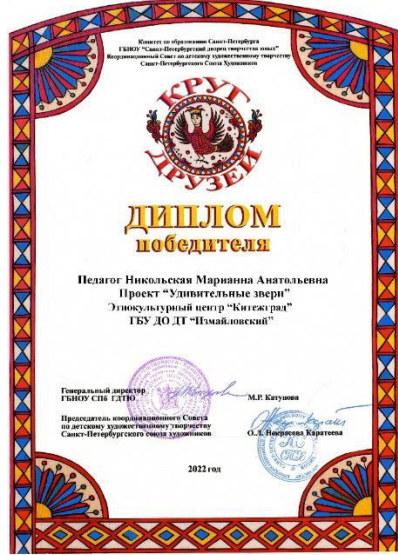 Комитет по образованию Санкт-Петербурга
ГБНОУ "Санкт-Петербургский дворец творчества юных"
Координационный Совет по детскому художественному творчеству
Санкт-Петербургского Союза Художников
КРУГ
ДРУЗЕЙ
ДИПЛОМ
победителя
Педагог Никольская Марианна Анатольевна
Проект "Удивительные звери"
Этнокультурный центр "Китежград"
ГБУ ДО ДТ "Измайловский"
Генеральный директор
ГБНОУ СПб ГДТЮ
М.Р. Катунова
Председатель координационного Совета
по детскому художественному творчеству
Санкт-Петербургского союза художников
О.Л. Некрасова-Каратеева
2022 год